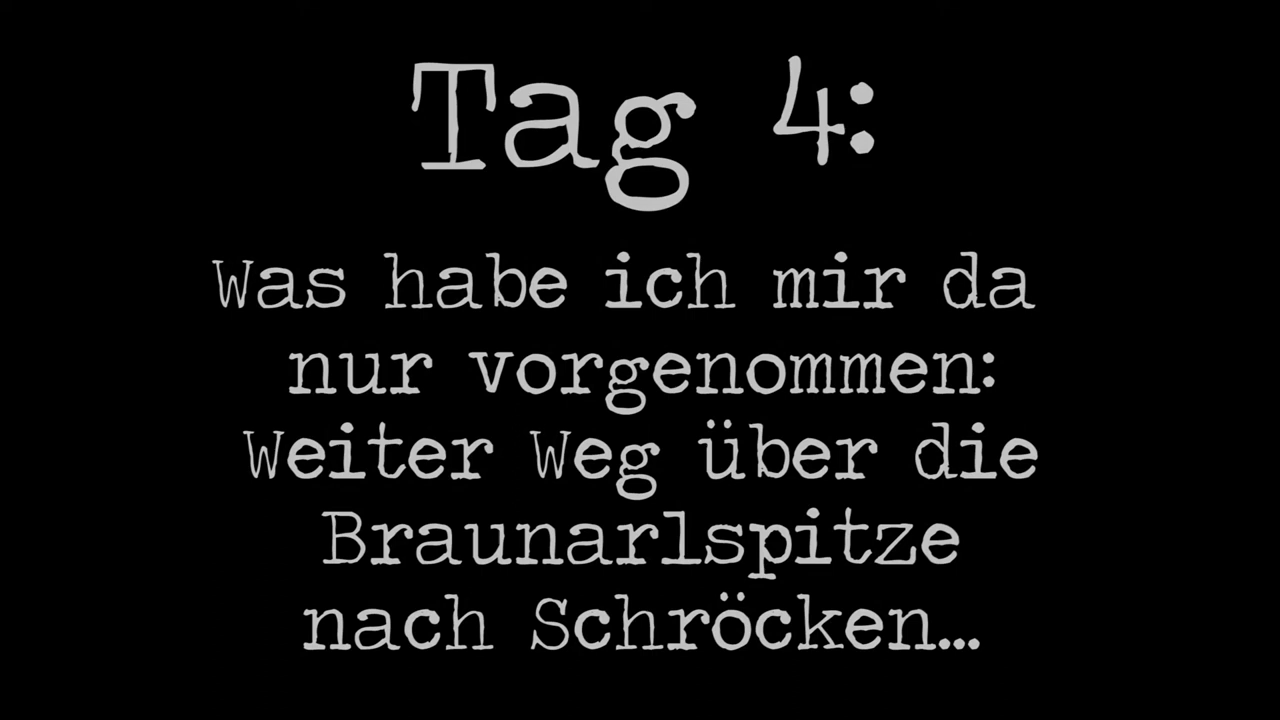 Tag 4:
Was habe ich mir da
nur vorgenommen:
Weiter Weg über die
Braunarlspitze
nach Schröcken...